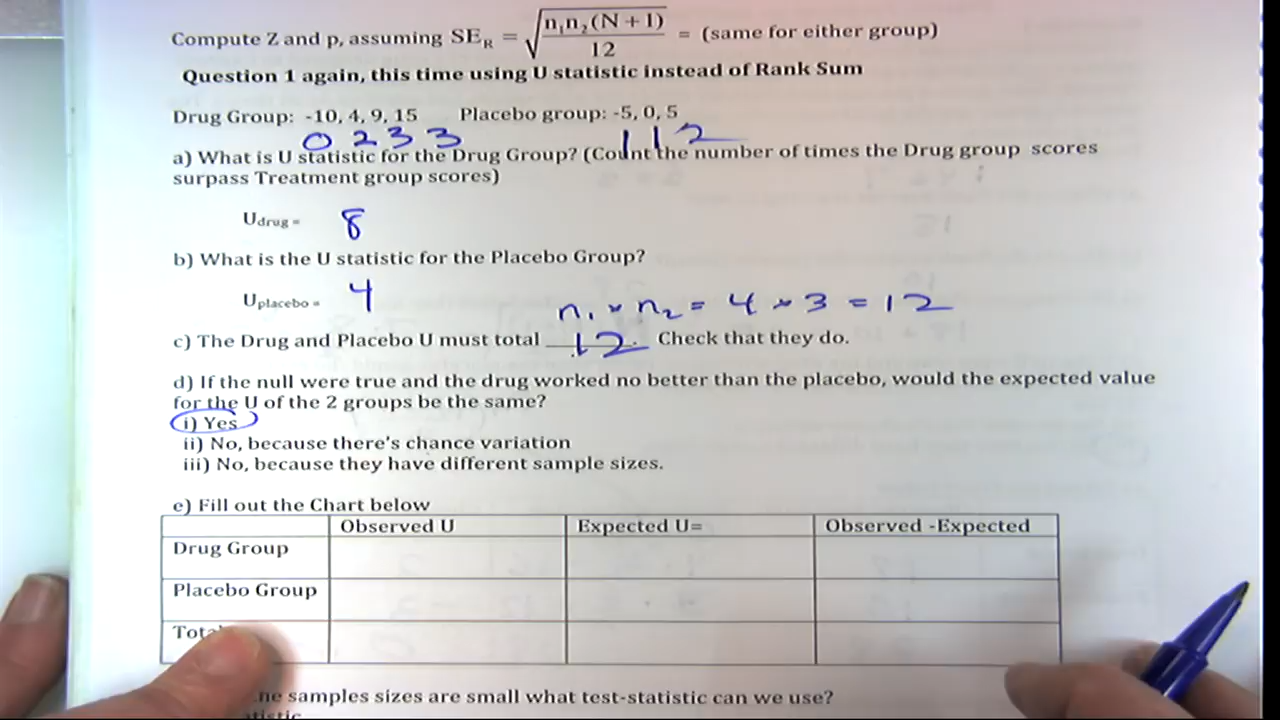 Compute Z and p, assuming SE_R = √(n₁n₂(N + 1) / 12) = (same for either group)
Question 1 again, this time using U statistic instead of Rank Sum
Drug Group: -10, 4, 9, 15 Placebo group: -5, 0, 5
0 2 3 3 1 1 2
a) What is U statistic for the Drug Group? (Count the number of times the Drug group scores
surpass Treatment group scores)
Udrug = 8
b) What is the U statistic for the Placebo Group?
Uplacebo = 4
n₁ * n₂ = 4 * 3 = 12
c) The Drug and Placebo U must total 12. Check that they do.
d) If the null were true and the drug worked no better than the placebo, would the expected value
for the U of the 2 groups be the same?
i) Yes
ii) No, because there's chance variation
iii) No, because they have different sample sizes.
e) Fill out the Chart below
Observed U Expected U= Observed -Expected
Drug Group
Placebo Group
samples sizes are small what test-statistic can we use?